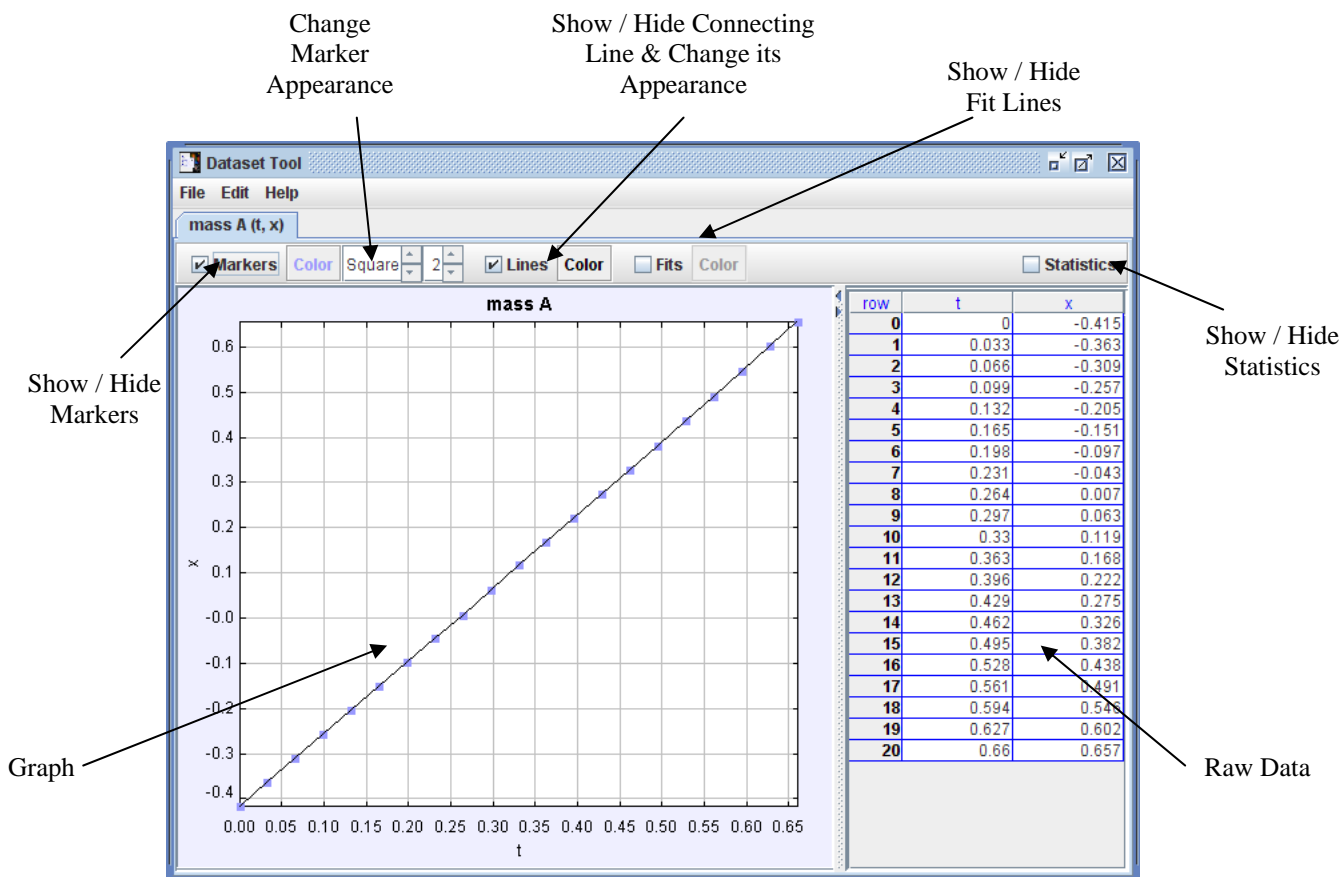 Change
Marker
Appearance
Show / Hide Connecting
Line & Change its
Appearance
Show / Hide
Fit Lines
Dataset Tool
File Edit Help
mass A (t, x)
Markers Color Square 2 Lines Color Fits Color Statistics
Show / Hide
Markers
Show / Hide
Statistics
mass A
0.6
0.5
0.4
0.3
0.2
0.1
-0.0
-0.1
-0.2
-0.3
-0.4
x
0.00 0.05 0.10 0.15 0.20 0.25 0.30 0.35 0.40 0.45 0.50 0.55 0.60 0.65
t
row t x
0 0 -0.415
1 0.033 -0.363
2 0.066 -0.309
3 0.099 -0.257
4 0.132 -0.205
5 0.165 -0.151
6 0.198 -0.097
7 0.231 -0.043
8 0.264 0.007
9 0.297 0.063
10 0.33 0.119
11 0.363 0.168
12 0.396 0.222
13 0.429 0.275
14 0.462 0.326
15 0.495 0.382
16 0.528 0.438
17 0.561 0.491
18 0.594 0.546
19 0.627 0.602
20 0.66 0.657
Graph
Raw Data